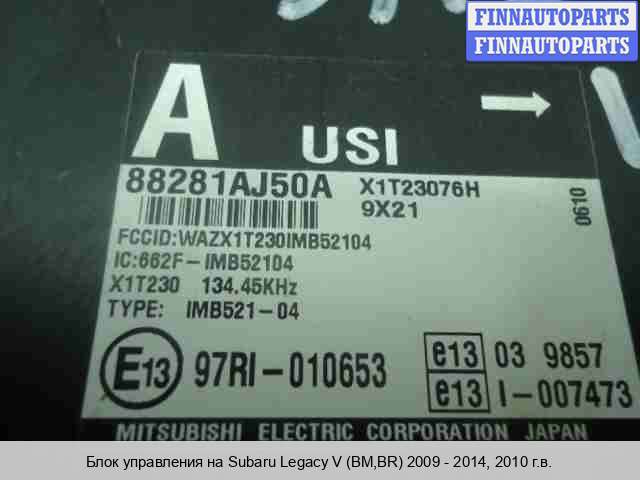 FINNAUTOPARTS
FINNAUTOPARTS
A USI
88281AJ50A X1T23076H
9X21
0610
FCCID:WAZX1T230IMB52104
IC:662F-IMB52104
X1T230 134.45KHz
TYPE: IMB521-04
E13 97RI-010653
e13 03 9857
e13 I-007473
MITSUBISHI ELECTRIC CORPORATION JAPAN
Блок управления на Subaru Legacy V (BM,BR) 2009 - 2014, 2010 г.в.